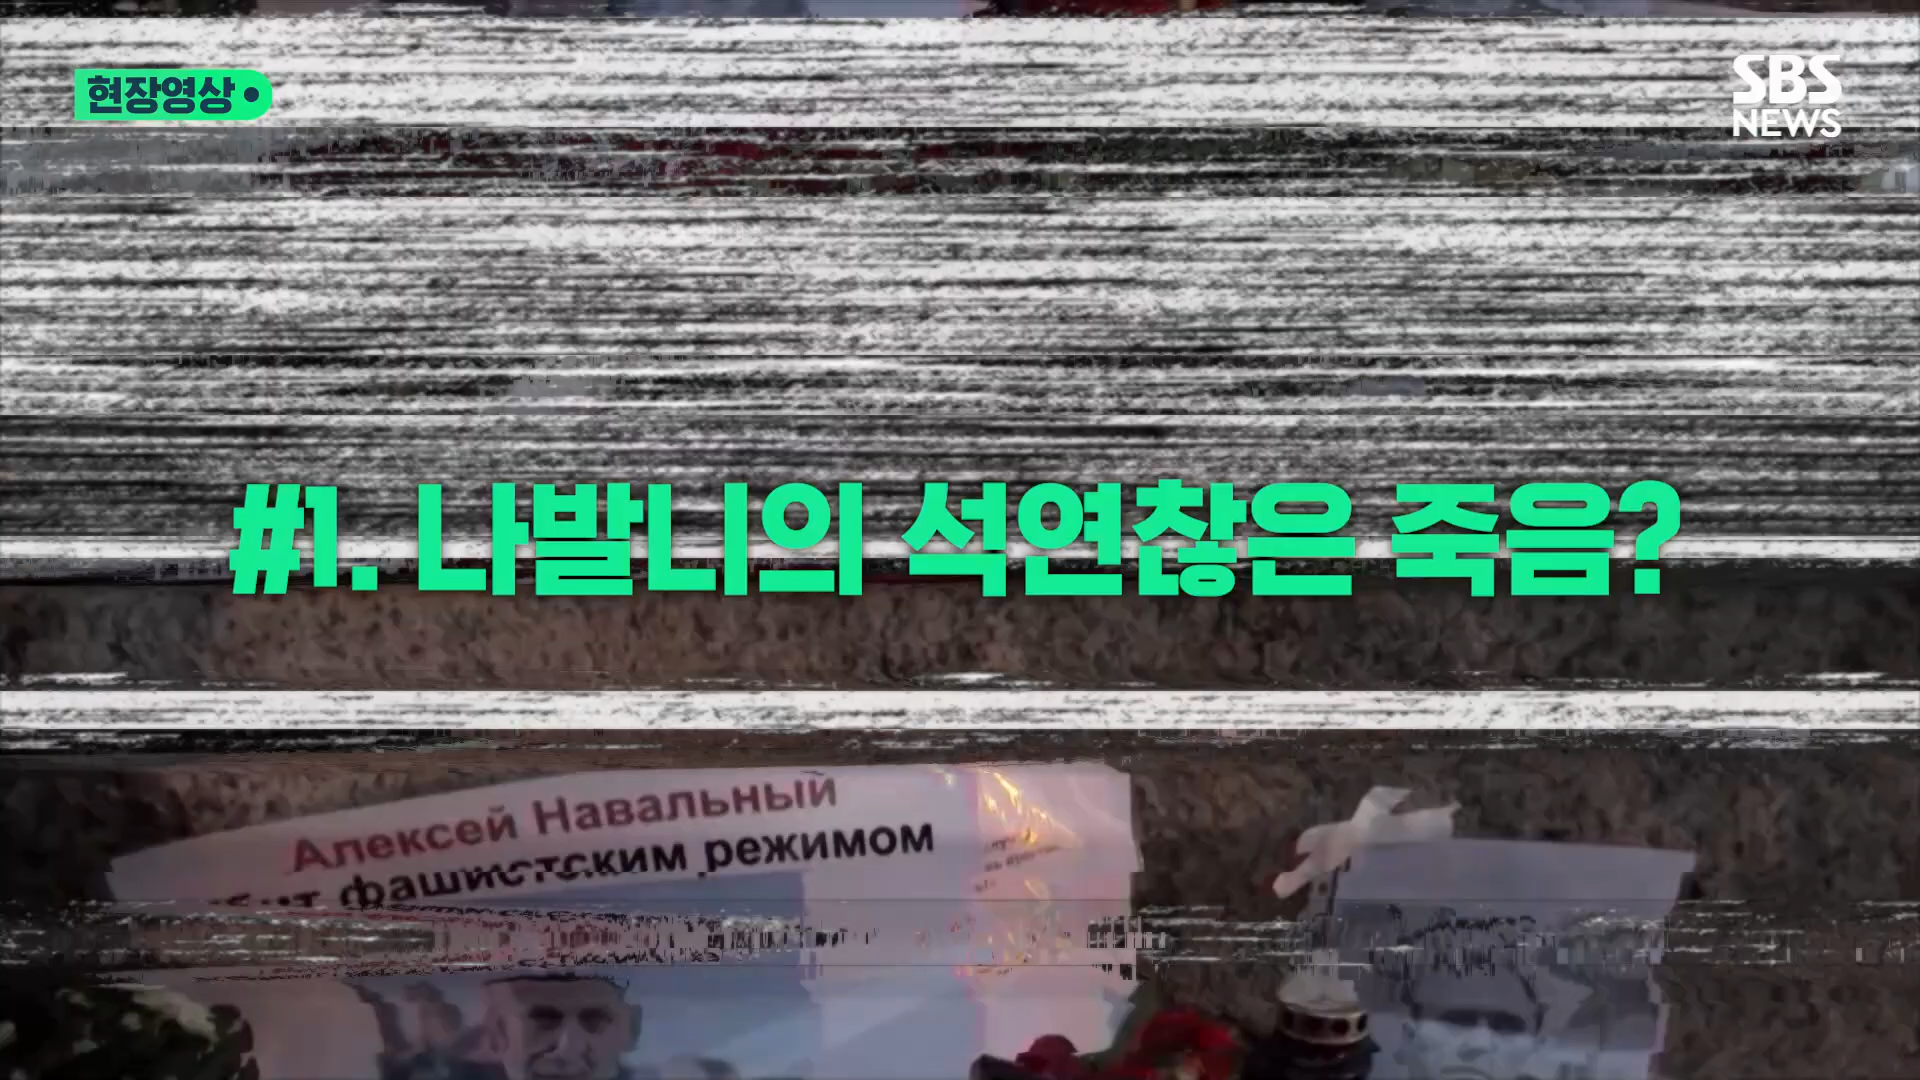 현장영상
SBS
NEWS
#1. 나발니의 석연찮은 죽음?
Алексей Навальный
фашистским режимом